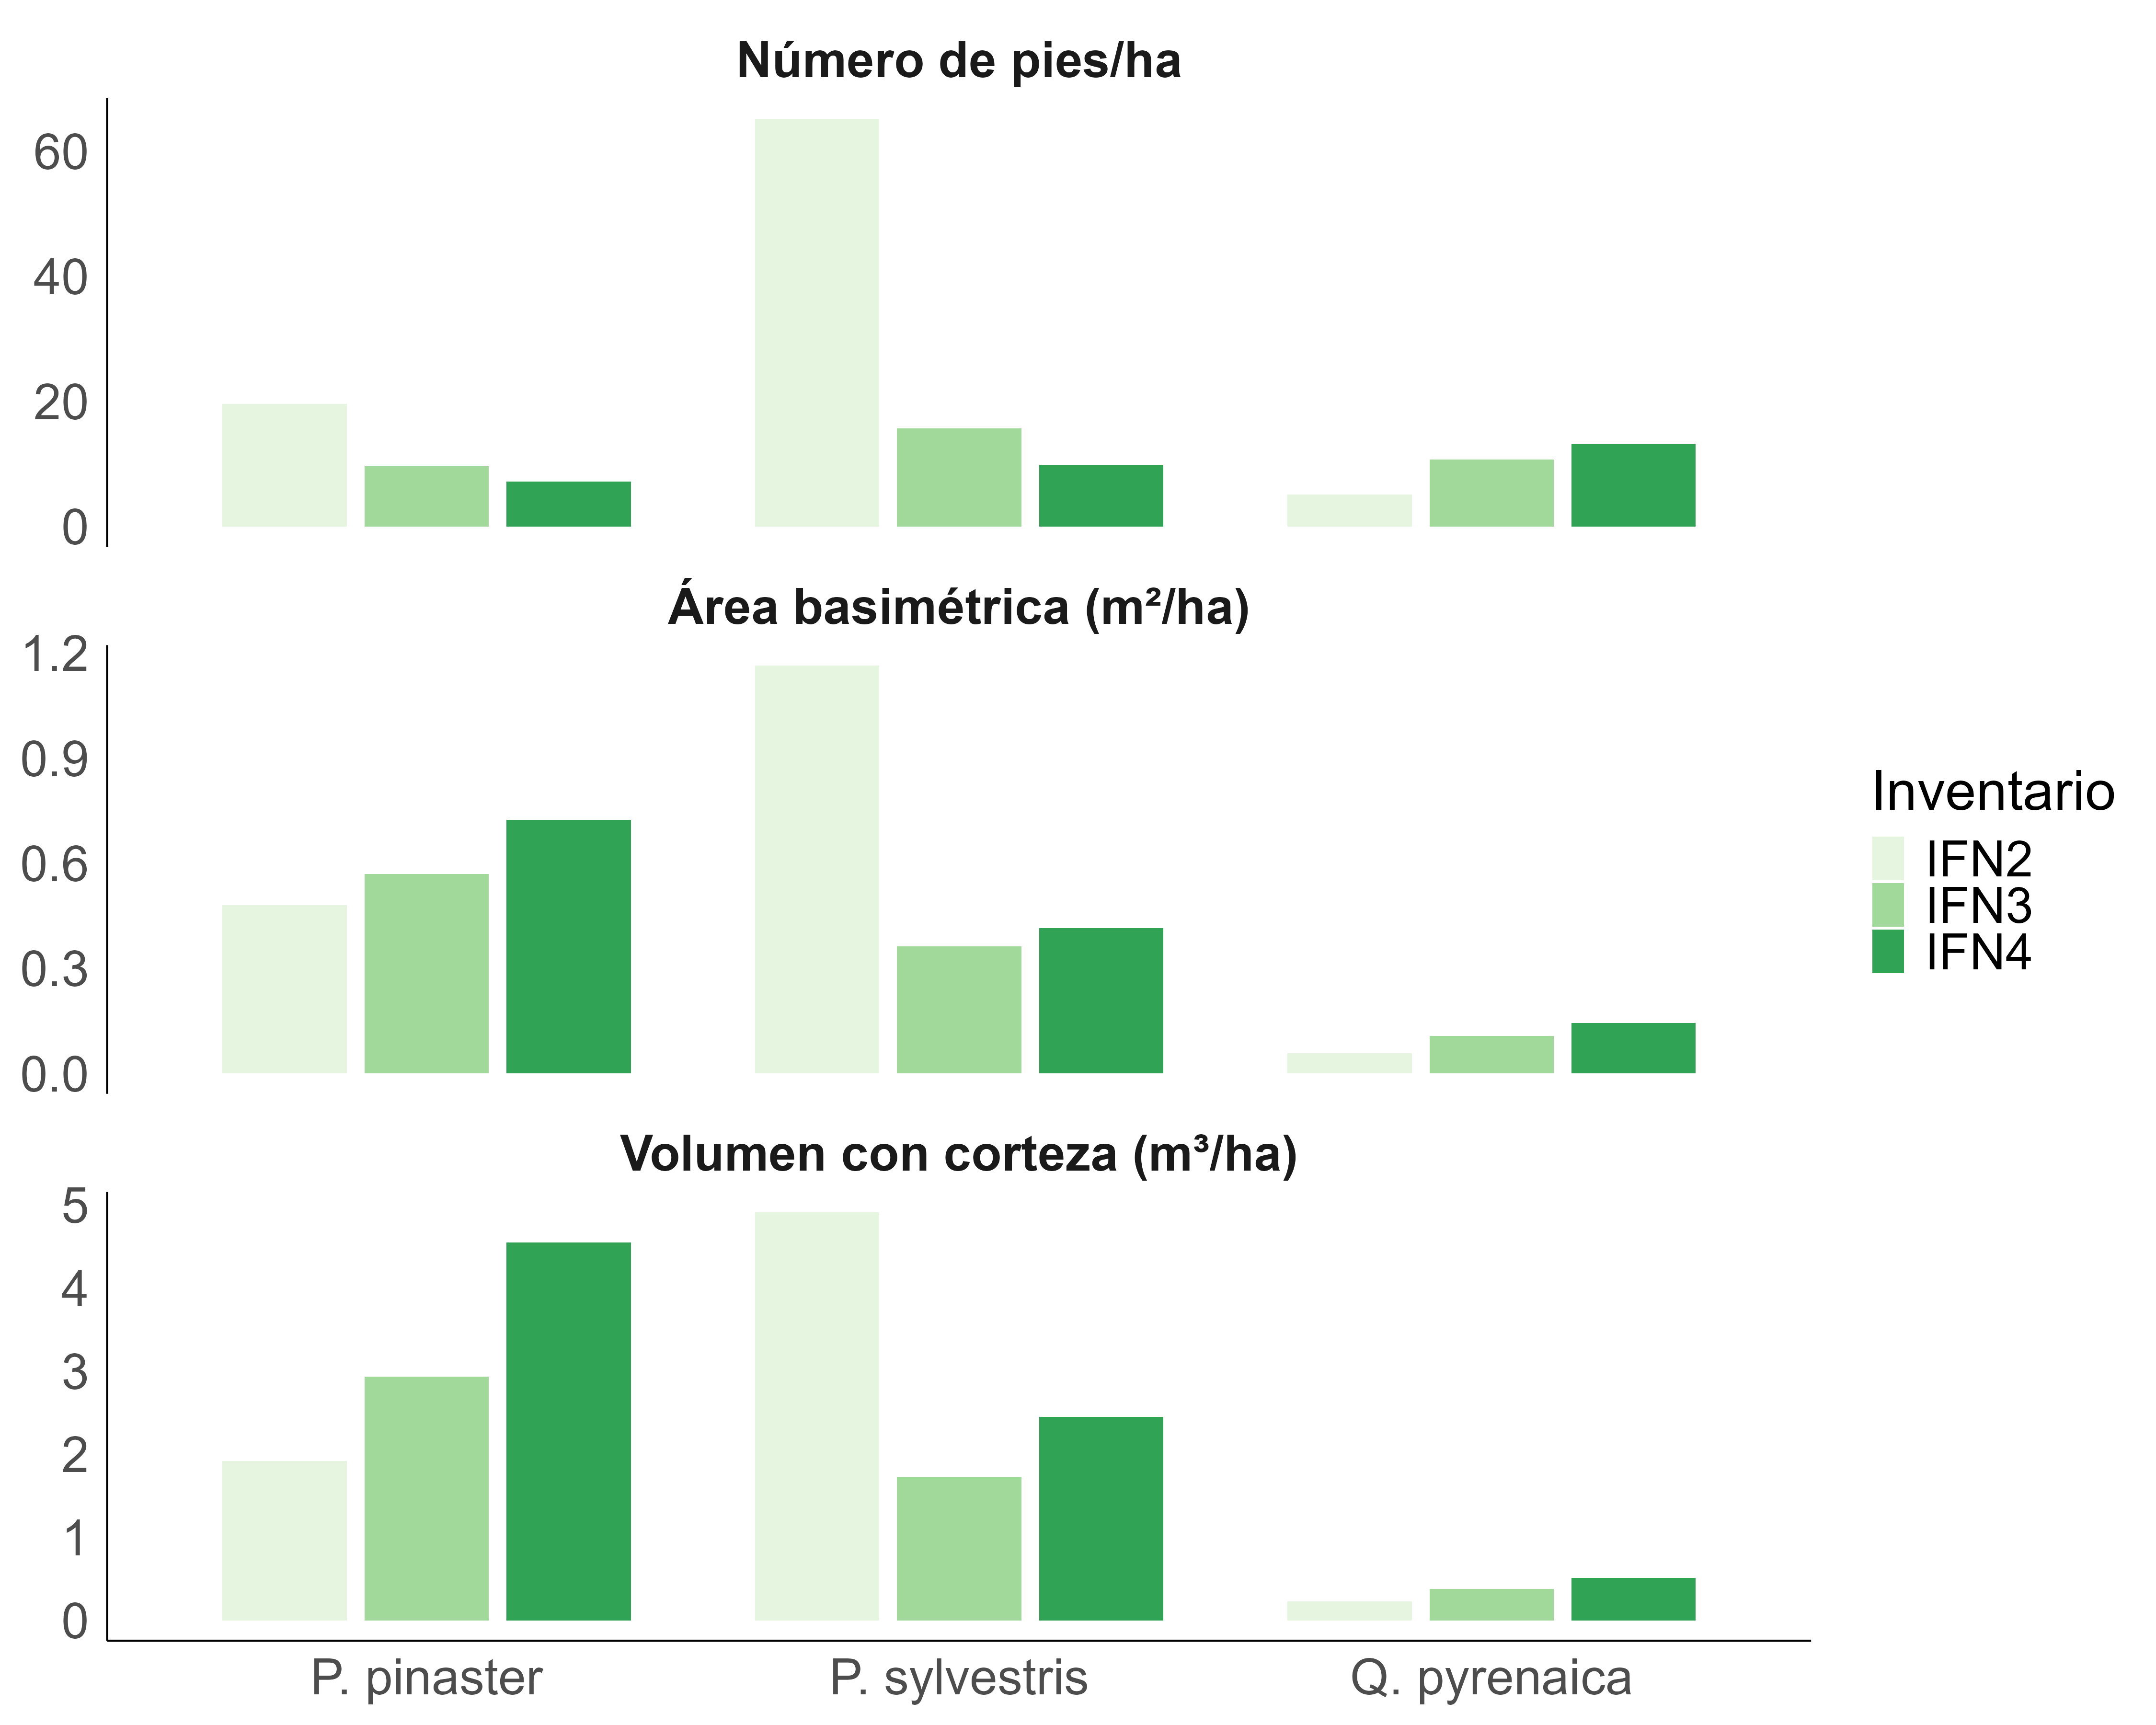 Número de pies/ha
60
40
20
0
Área basimétrica (m²/ha)
1.2
0.9
0.6
0.3
0.0
Volumen con corteza (m³/ha)
5
4
3
2
1
0
P. pinaster P. sylvestris Q. pyrenaica
Inventario
IFN2
IFN3
IFN4